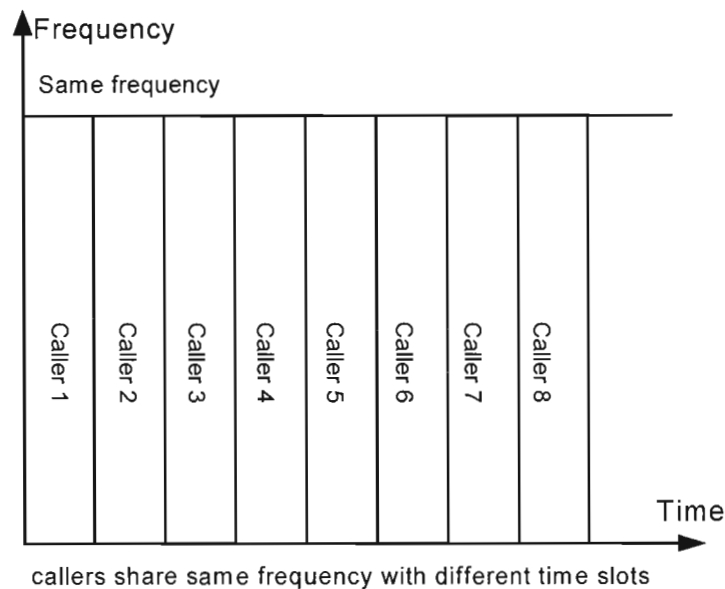 Frequency
Same frequency
Caller 1
Caller 2
Caller 3
Caller 4
Caller 5
Caller 6
Caller 7
Caller 8
Time
callers share same frequency with different time slots